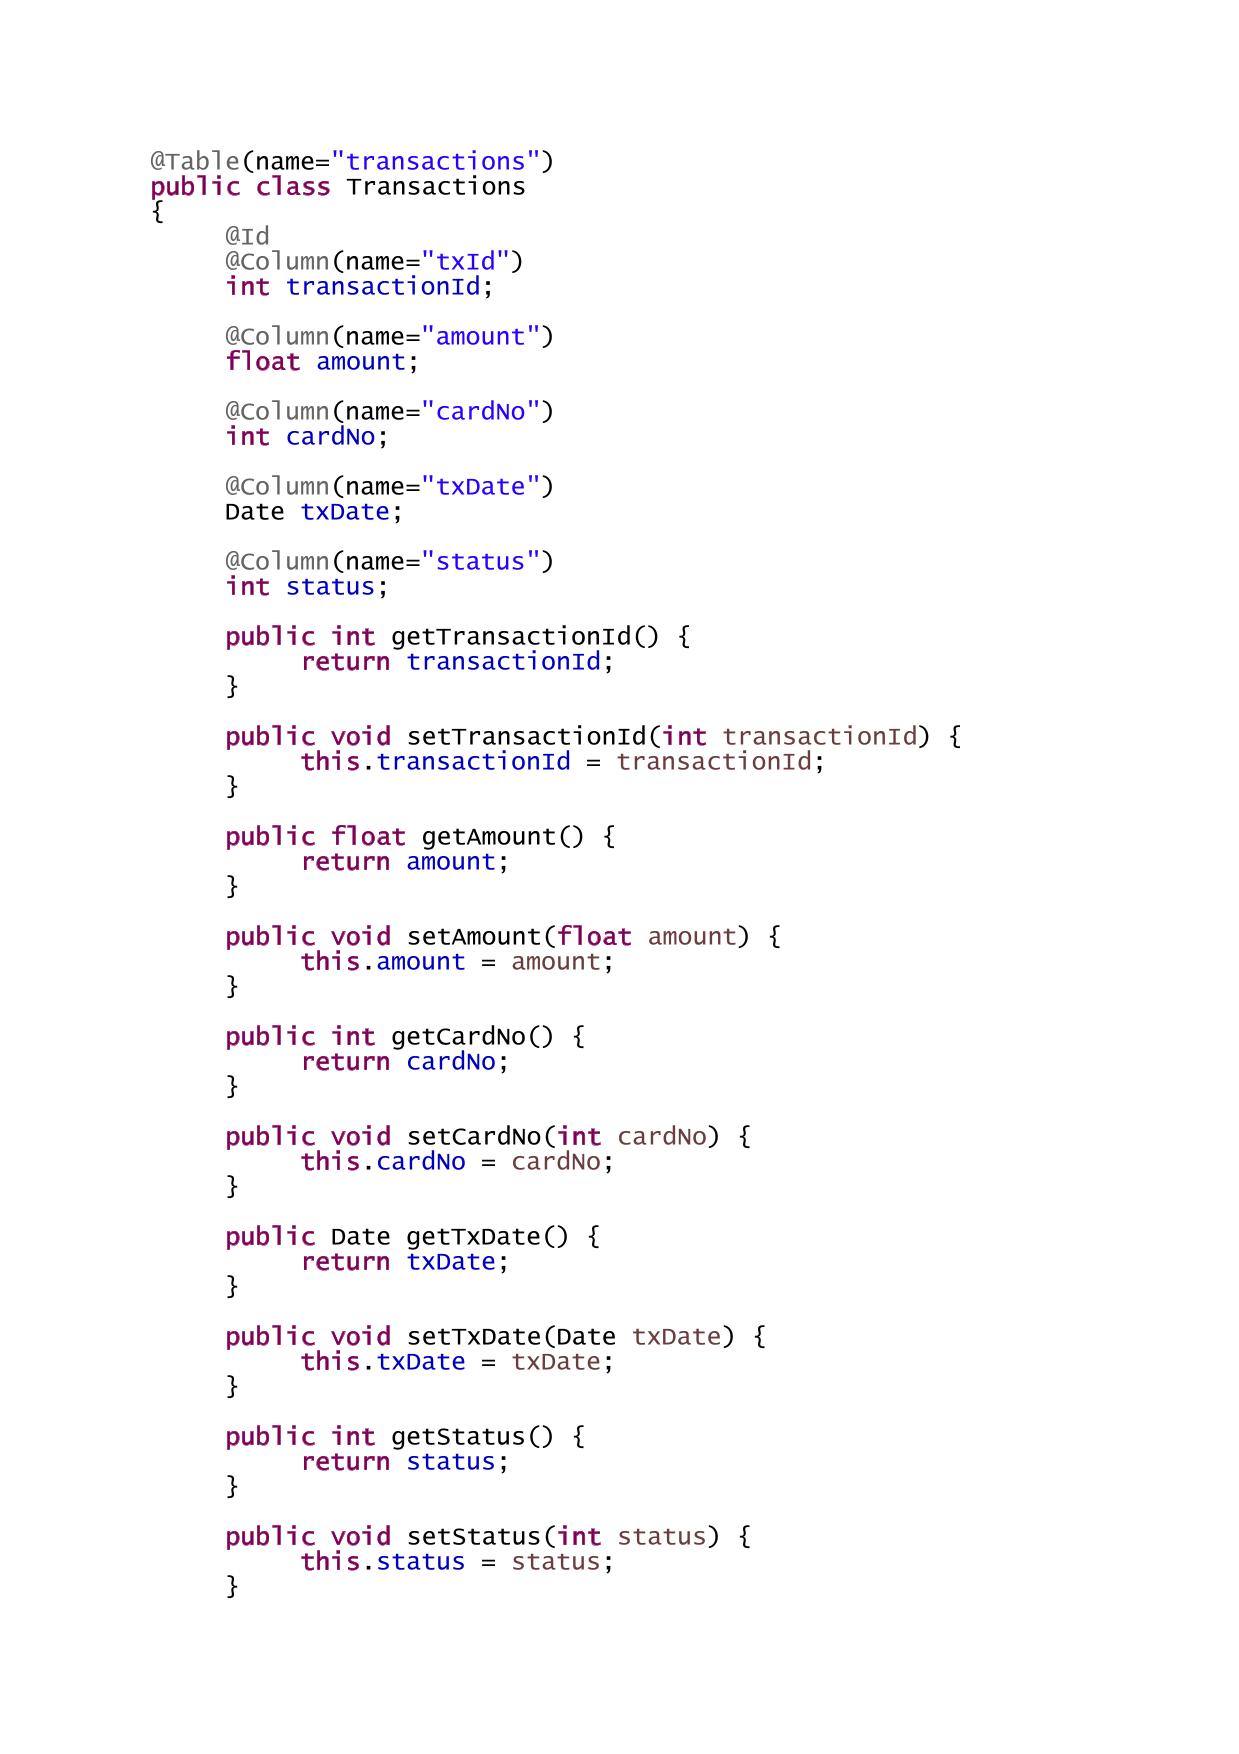 @Table(name="transactions")
public class Transactions
{
@Id
@Column(name="txId")
int transactionId;
@Column(name="amount")
float amount;
@Column(name="cardNo")
int cardNo;
@Column(name="txDate")
Date txDate;
@Column(name="status")
int status;
public int getTransactionId() {
return transactionId;
}
public void setTransactionId(int transactionId) {
this.transactionId = transactionId;
}
public float getAmount() {
return amount;
}
public void setAmount(float amount) {
this.amount = amount;
}
public int getCardNo() {
return cardNo;
}
public void setCardNo(int cardNo) {
this.cardNo = cardNo;
}
public Date getTxDate() {
return txDate;
}
public void setTxDate(Date txDate) {
this.txDate = txDate;
}
public int getStatus() {
return status;
}
public void setStatus(int status) {
this.status = status;
}